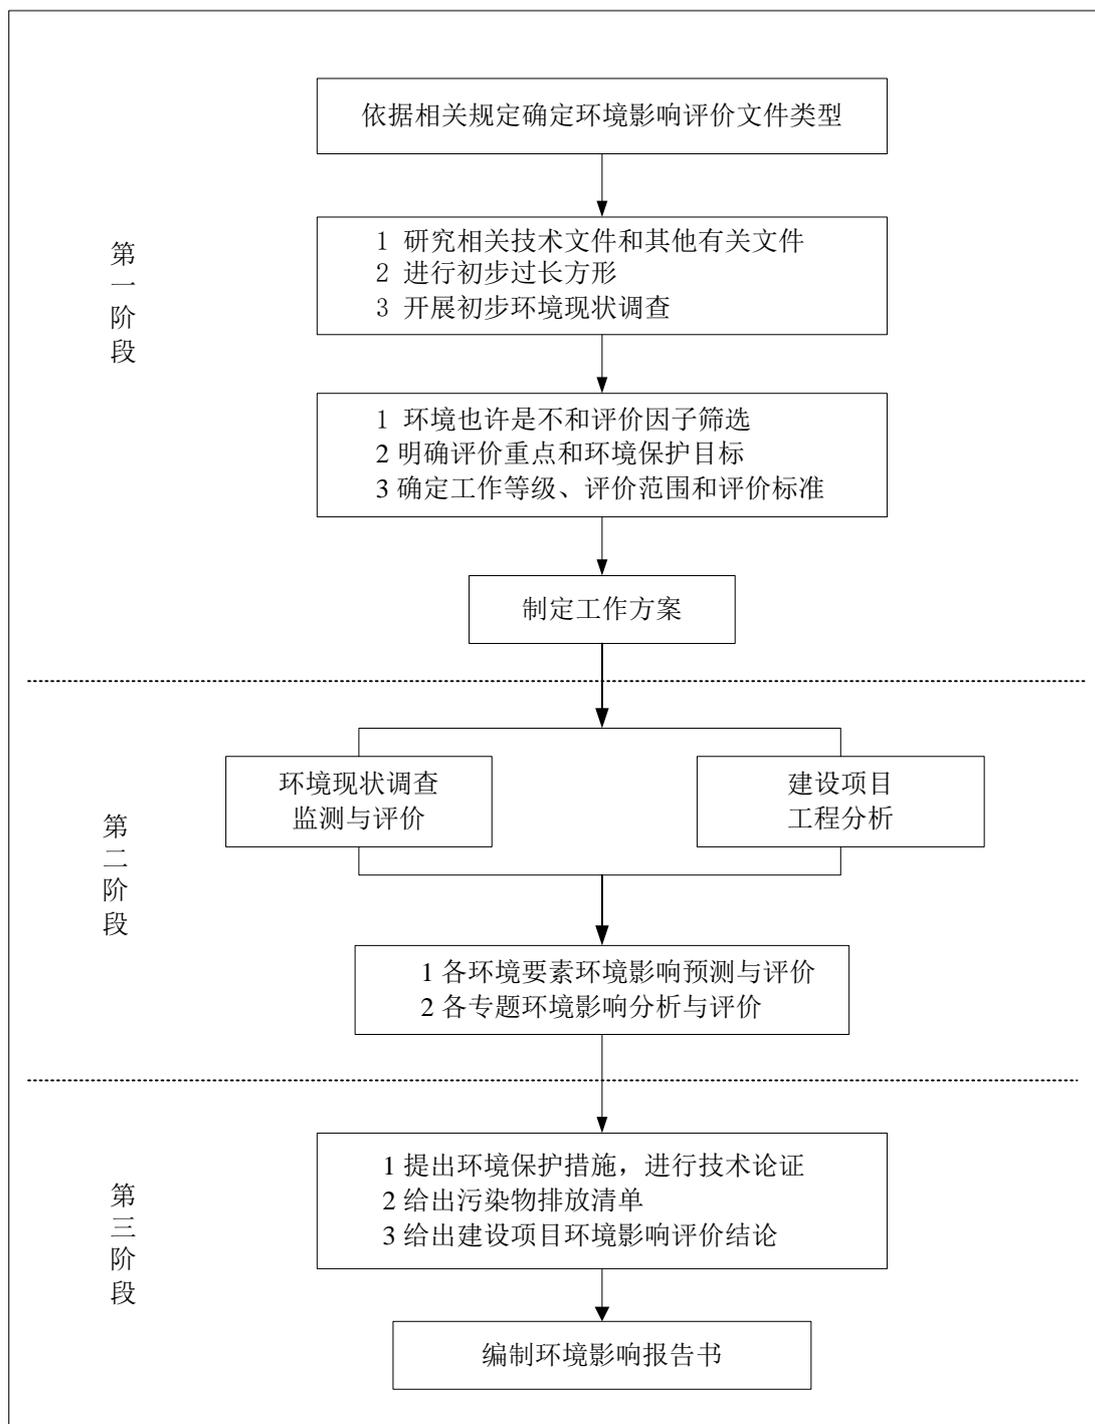 依据相关规定确定环境影响评价文件类型
第一阶段
1 研究相关技术文件和其他有关文件
2 进行初步过长方形
3 开展初步环境现状调查
1 环境也许是不和评价因子筛选
2 明确评价重点和环境保护目标
3 确定工作等级、评价范围和评价标准
制定工作方案
第二阶段
环境现状调查
监测与评价
建设项目
工程分析
1 各环境要素环境影响预测与评价
2 各专题环境影响分析与评价
第三阶段
1 提出环境保护措施，进行技术论证
2 给出污染物排放清单
3 给出建设项目环境影响评价结论
编制环境影响报告书